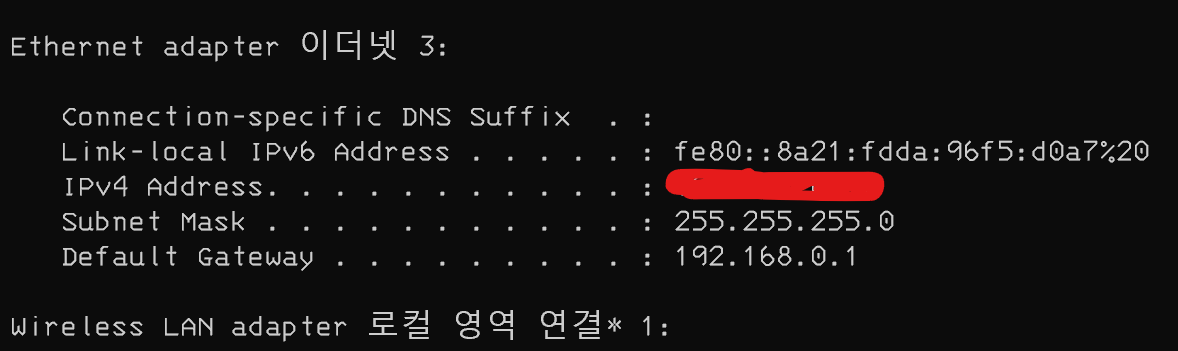 Ethernet adapter 이더넷 3:
Connection-specific DNS Suffix . :
Link-local IPv6 Address . . . . . : fe80::8a21:fdda:96f5:d0a7%20
IPv4 Address. . . . . . . . . . . :
Subnet Mask . . . . . . . . . . . : 255.255.255.0
Default Gateway . . . . . . . . . : 192.168.0.1
Wireless LAN adapter 로컬 영역 연결* 1: